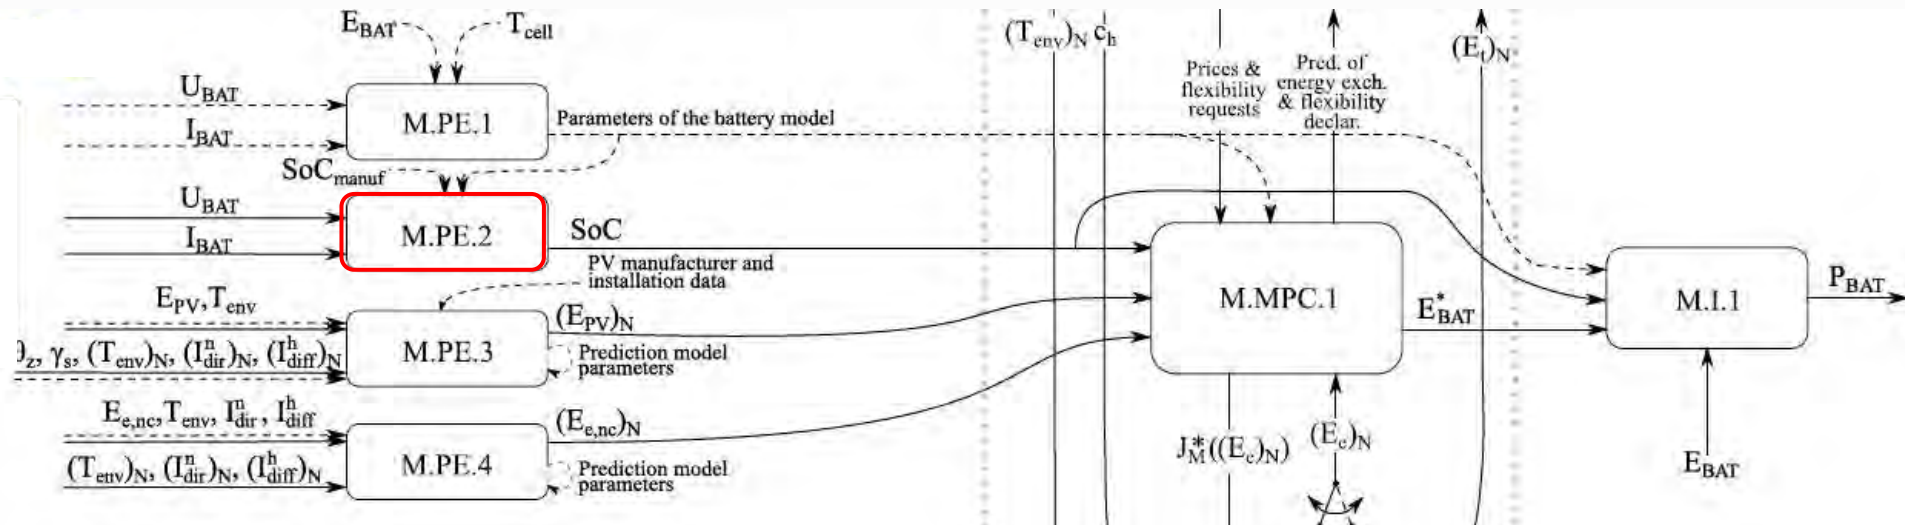 E_BAT T_cell
U_BAT
I_BAT
M.PE.1
Parameters of the battery model
SoC_manuf
U_BAT
I_BAT
M.PE.2
SoC
PV manufacturer and
installation data
E_PV, T_env
θ_z, γ_s, (T_env)_N, (I^n_dir)_N, (I^h_diff)_N
M.PE.3
(E_PV)_N
Prediction model
parameters
E_e,nc, T_env, I^n_dir, I^h_diff
(T_env)_N, (I^n_dir)_N, (I^h_diff)_N
M.PE.4
(E_e,nc)_N
Prediction model
parameters
(T_env)_N c_h
Prices &
flexibility
requests
Pred. of
energy exch.
& flexibility
declar.
(E_t)_N
M.MPC.1
E*_BAT
J*_M((E_c)_N)
(E_c)_N
M.I.1
P_BAT
E_BAT